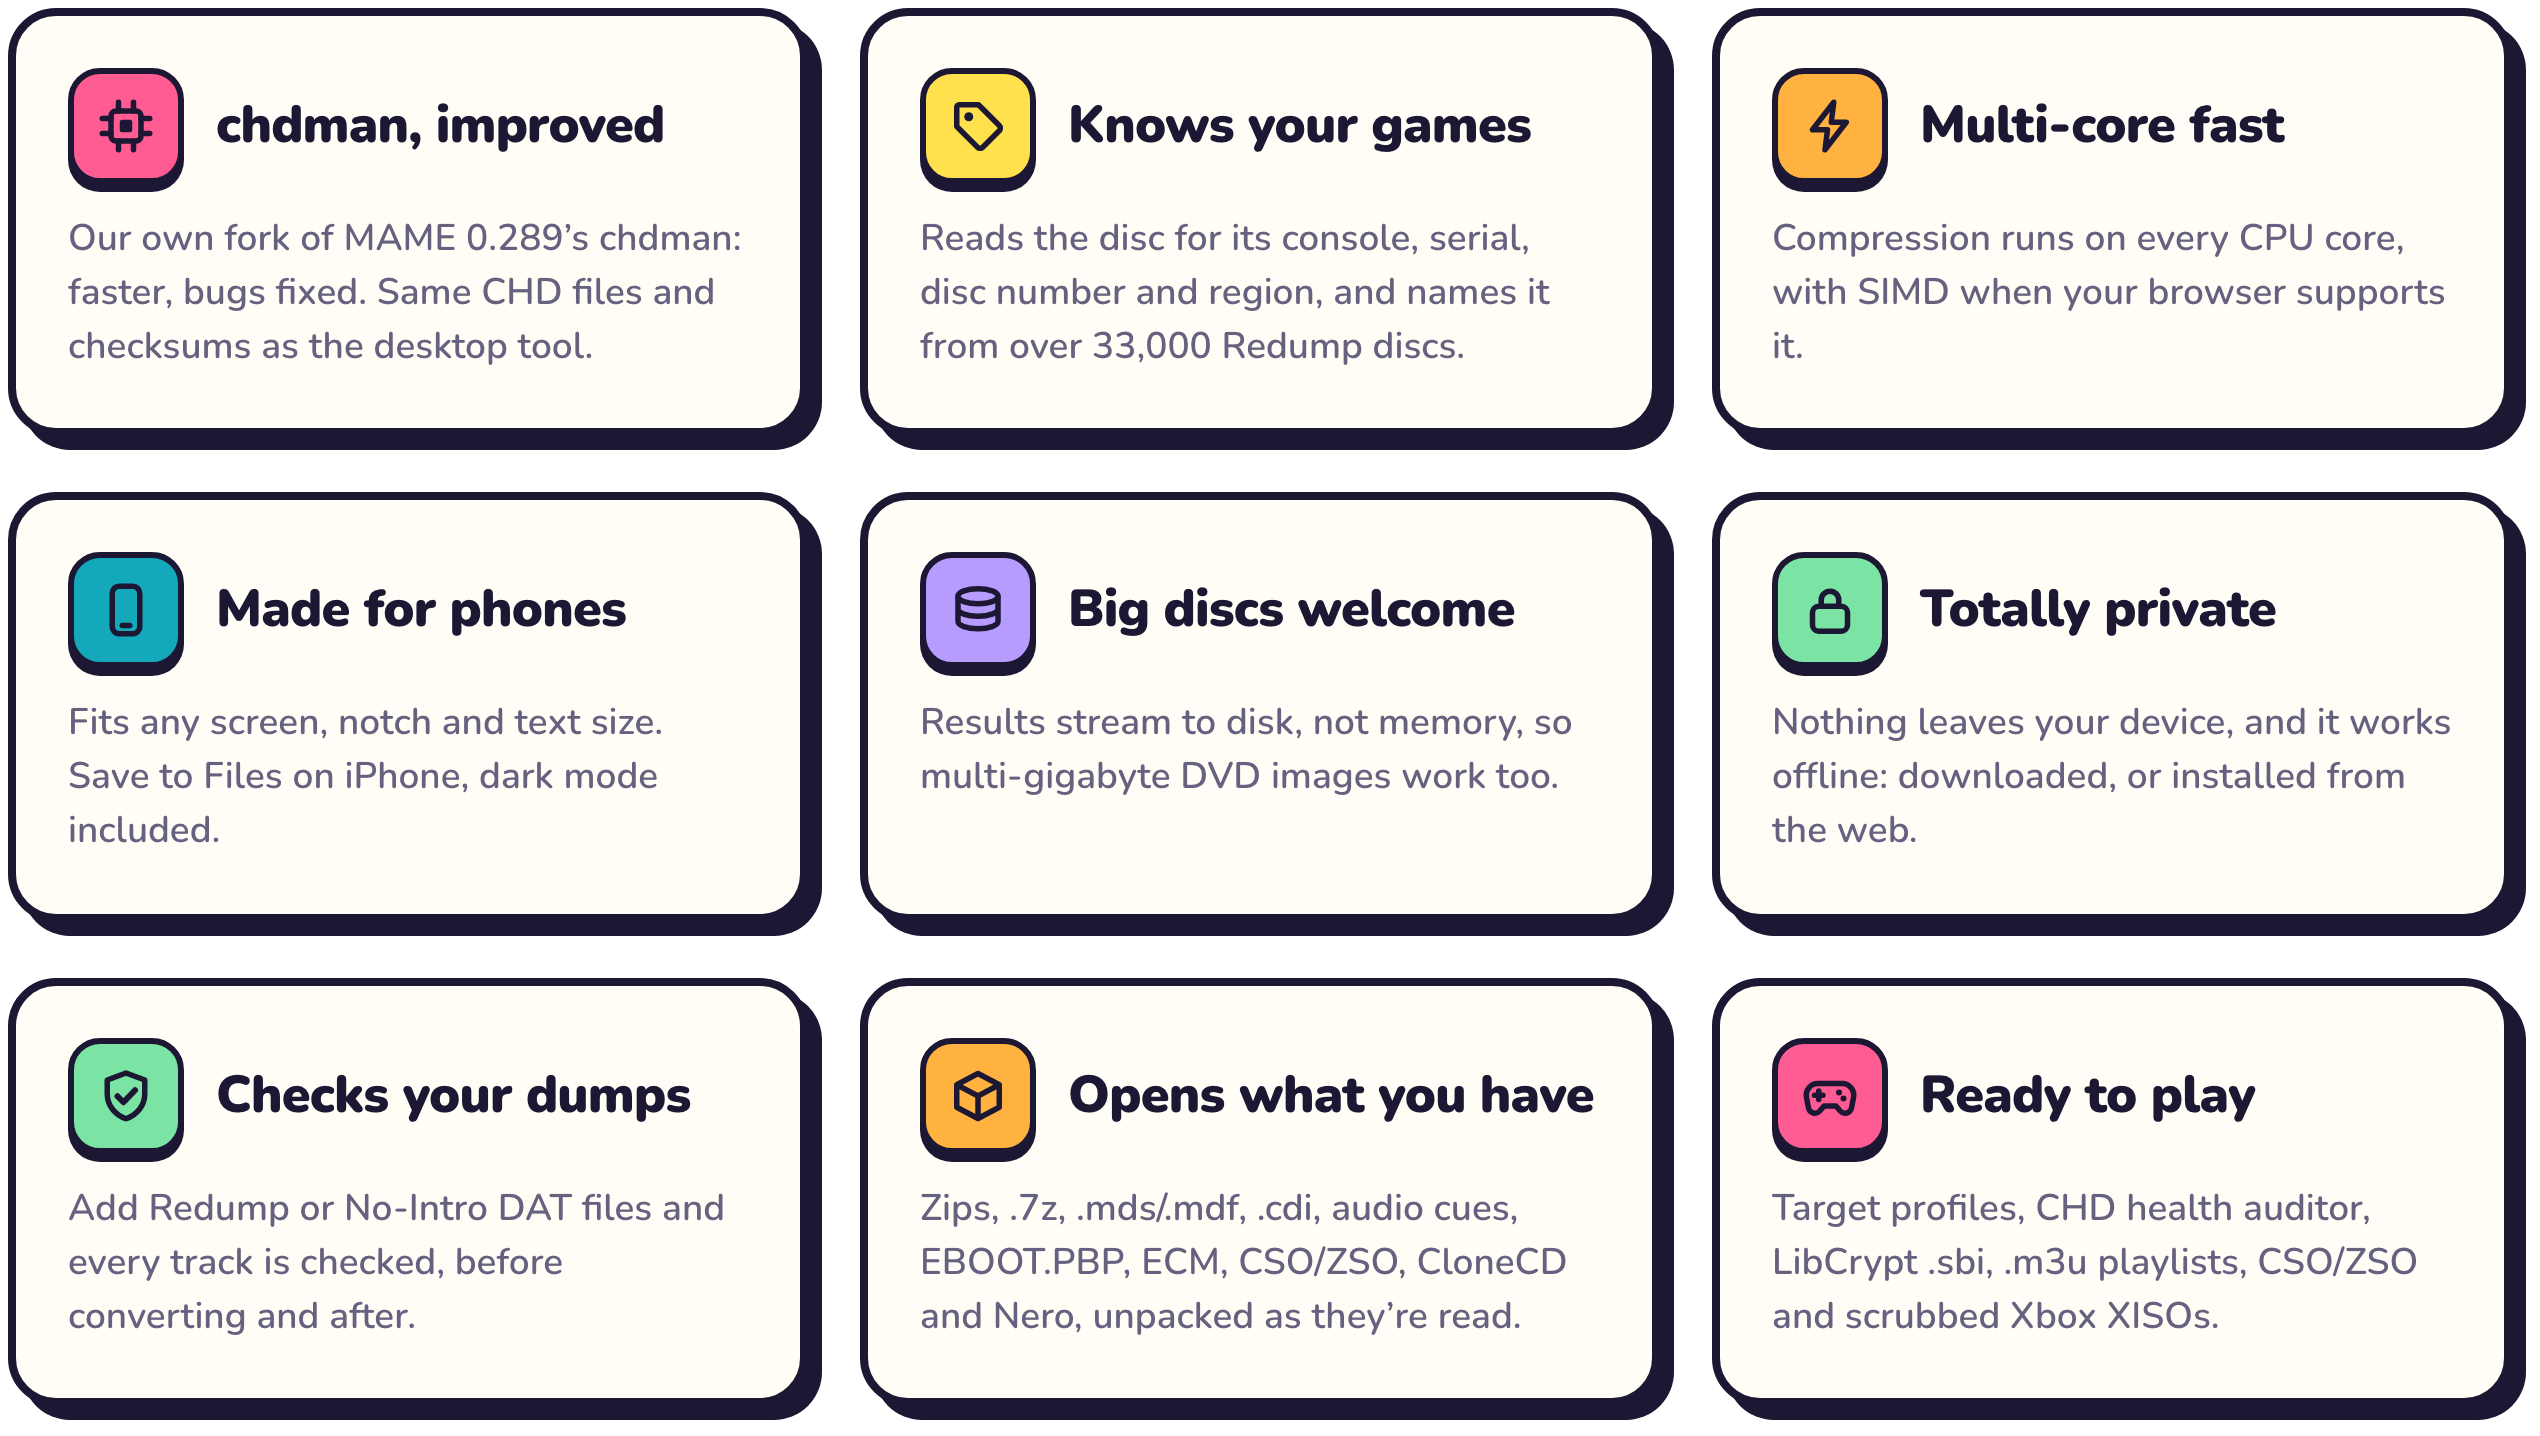 chdman, improved
Our own fork of MAME 0.289’s chdman:
faster, bugs fixed. Same CHD files and
checksums as the desktop tool.
Knows your games
Reads the disc for its console, serial,
disc number and region, and names it
from over 33,000 Redump discs.
Multi-core fast
Compression runs on every CPU core,
with SIMD when your browser supports
it.
Made for phones
Fits any screen, notch and text size.
Save to Files on iPhone, dark mode
included.
Big discs welcome
Results stream to disk, not memory, so
multi-gigabyte DVD images work too.
Totally private
Nothing leaves your device, and it works
offline: downloaded, or installed from
the web.
Checks your dumps
Add Redump or No-Intro DAT files and
every track is checked, before
converting and after.
Opens what you have
Zips, .7z, .mds/.mdf, .cdi, audio cues,
EBOOT.PBP, ECM, CSO/ZSO, CloneCD
and Nero, unpacked as they’re read.
Ready to play
Target profiles, CHD health auditor,
LibCrypt .sbi, .m3u playlists, CSO/ZSO
and scrubbed Xbox XISOs.